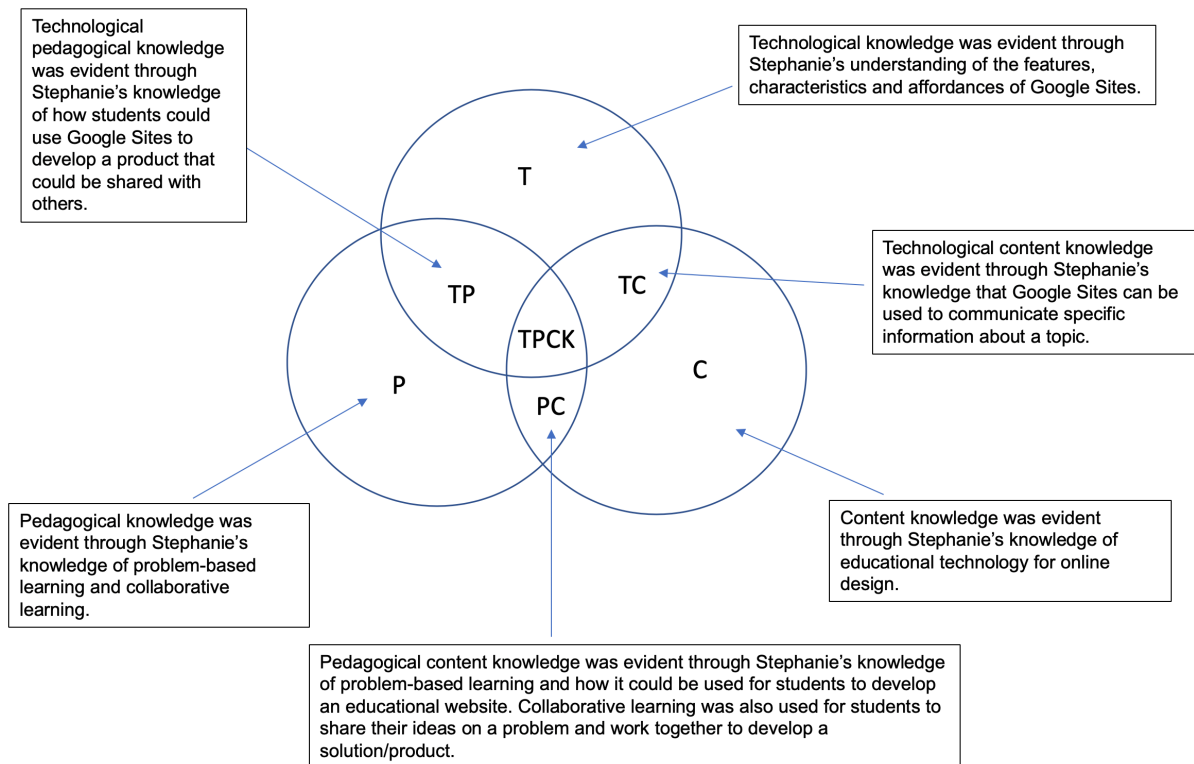 Technological
pedagogical knowledge
was evident through
Stephanie’s knowledge
of how students could
use Google Sites to
develop a product that
could be shared with
others.
Technological knowledge was evident through
Stephanie’s understanding of the features,
characteristics and affordances of Google Sites.
T
Technological content knowledge
was evident through Stephanie’s
knowledge that Google Sites can be
used to communicate specific
information about a topic.
TP
TC
TPCK
P
C
PC
Pedagogical knowledge was
evident through Stephanie’s
knowledge of problem-based
learning and collaborative
learning.
Content knowledge was evident
through Stephanie’s knowledge of
educational technology for online
design.
Pedagogical content knowledge was evident through Stephanie’s knowledge
of problem-based learning and how it could be used for students to develop
an educational website. Collaborative learning was also used for students to
share their ideas on a problem and work together to develop a
solution/product.